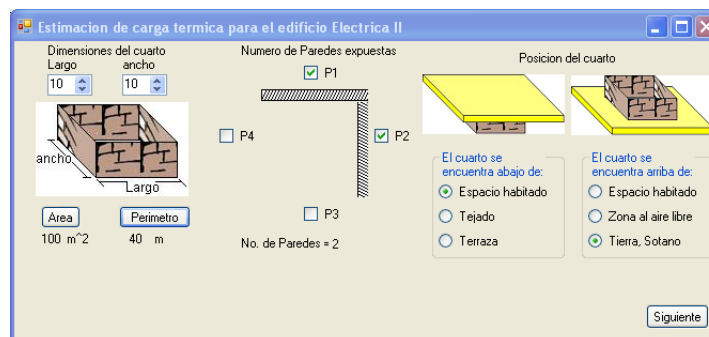 Estimacion de carga termica para el edificio Electrica II
Dimensiones del cuarto
Largo
ancho
10
10
ancho
Largo
Area
Perimetro
100 m^2
40 m
Numero de Paredes expuestas
P1
P4
P2
P3
No. de Paredes = 2
Posicion del cuarto
El cuarto se
encuentra abajo de:
Espacio habitado
Tejado
Terraza
El cuarto se
encuentra arriba de:
Espacio habitado
Zona al aire libre
Tierra, Sotano
Siguiente